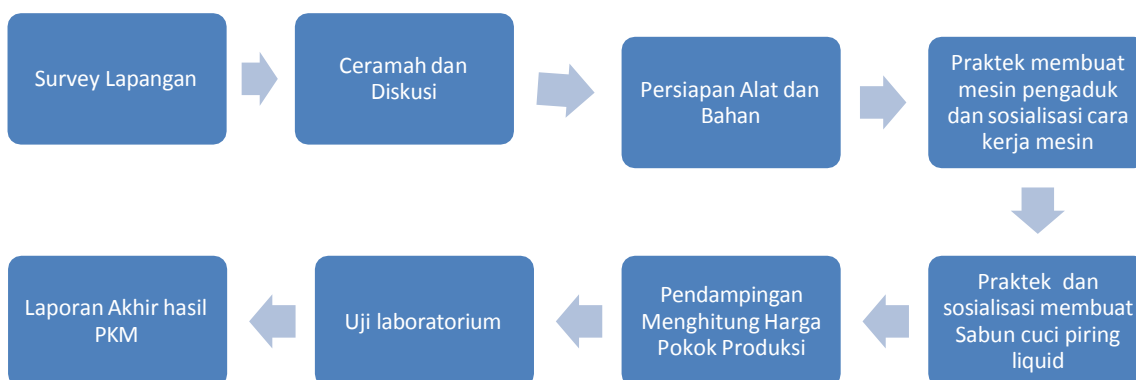 Survey Lapangan
Ceramah dan
Diskusi
Persiapan Alat dan
Bahan
Praktek membuat
mesin pengaduk
dan sosialisasi cara
kerja mesin
Praktek dan
sosialisasi membuat
Sabun cuci piring
liquid
Pendampingan
Menghitung Harga
Pokok Produksi
Uji laboratorium
Laporan Akhir hasil
PKM